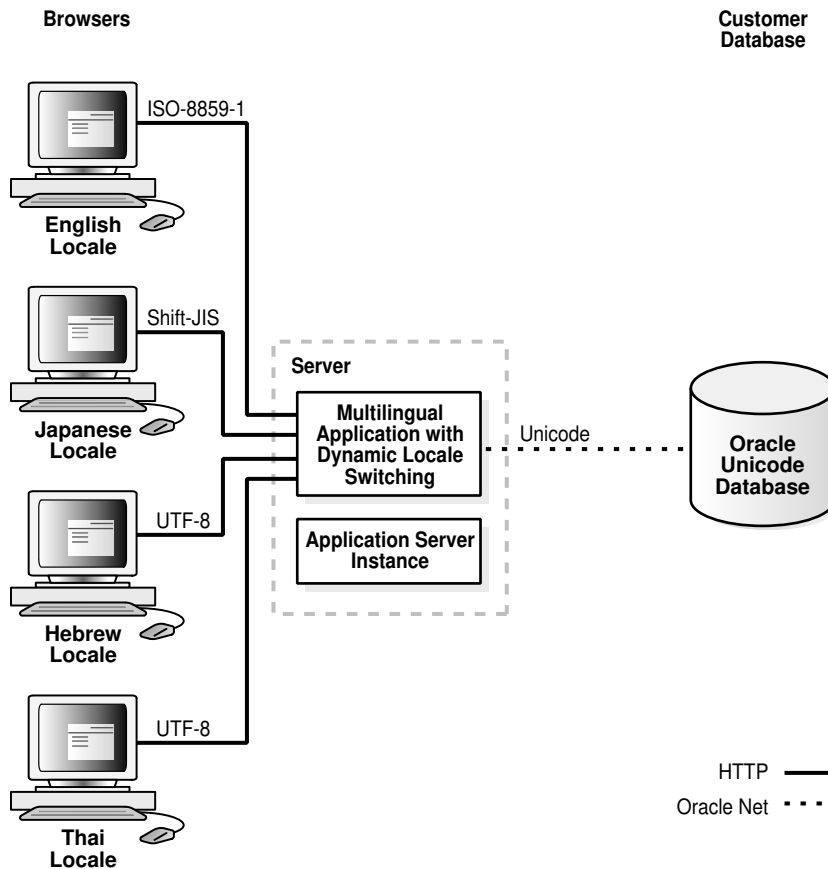 Browsers
Customer
Database
ISO-8859-1
English
Locale
Shift-JIS
Japanese
Locale
Server
Multilingual
Application with
Dynamic Locale
Switching
Unicode
Oracle
Unicode
Database
UTF-8
Application Server
Instance
Hebrew
Locale
UTF-8
Thai
Locale
HTTP
Oracle Net